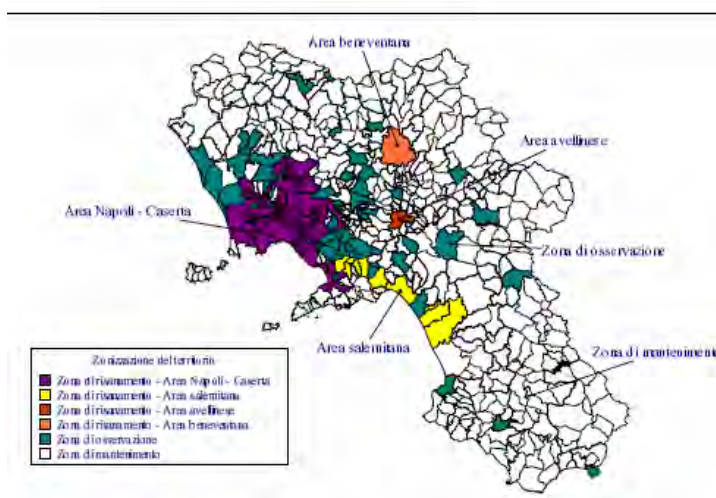 Area beneventana
Area avellinese
Area Napoli - Caserta
Zona di osservazione
Area salernitana
Zona di mantenimento
Zonizzazione del territorio
Zona di risanamento - Area Napoli - Caserta
Zona di risanamento - Area salernitana
Zona di risanamento - Area avellinese
Zona di risanamento - Area beneventana
Zona di osservazione
Zona di mantenimento